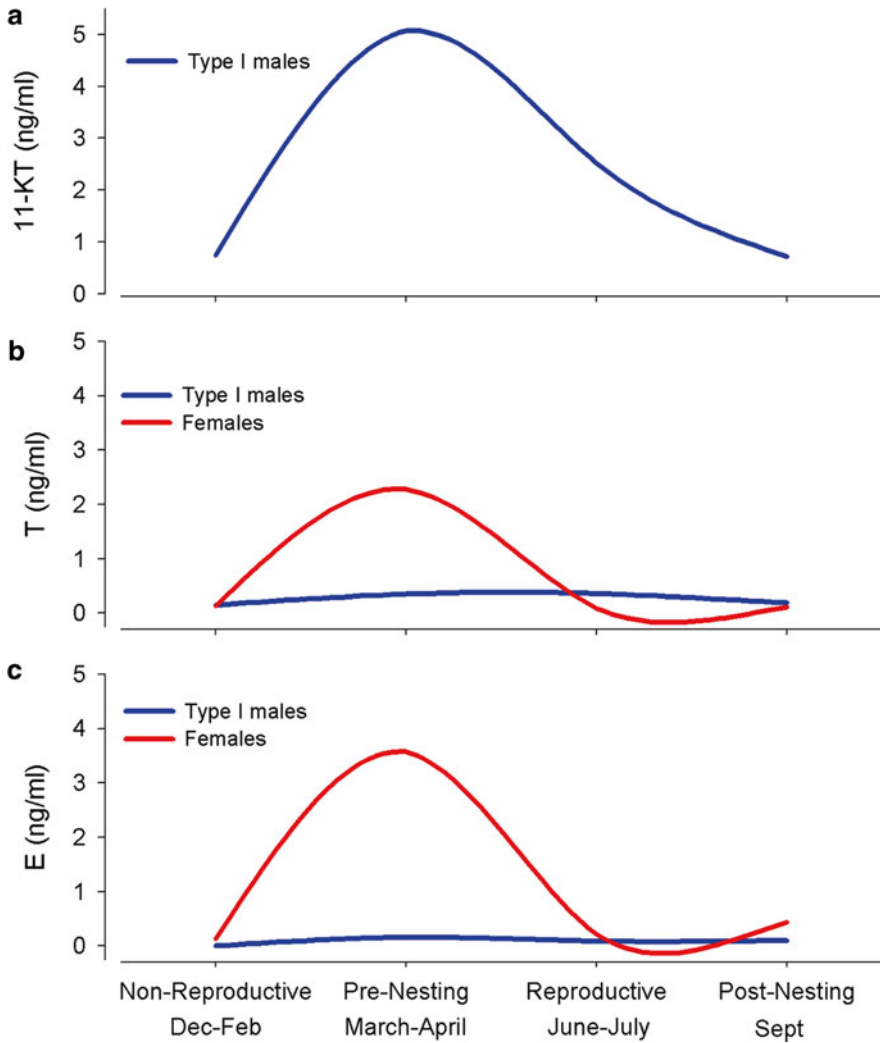 a
11-KT (ng/ml)
5
4
3
2
1
0
Type I males
b
T (ng/ml)
5
4
3
2
1
0
Type I males
Females
c
E (ng/ml)
5
4
3
2
1
0
Type I males
Females
Non-Reproductive Pre-Nesting Reproductive Post-Nesting
Dec-Feb March-April June-July Sept